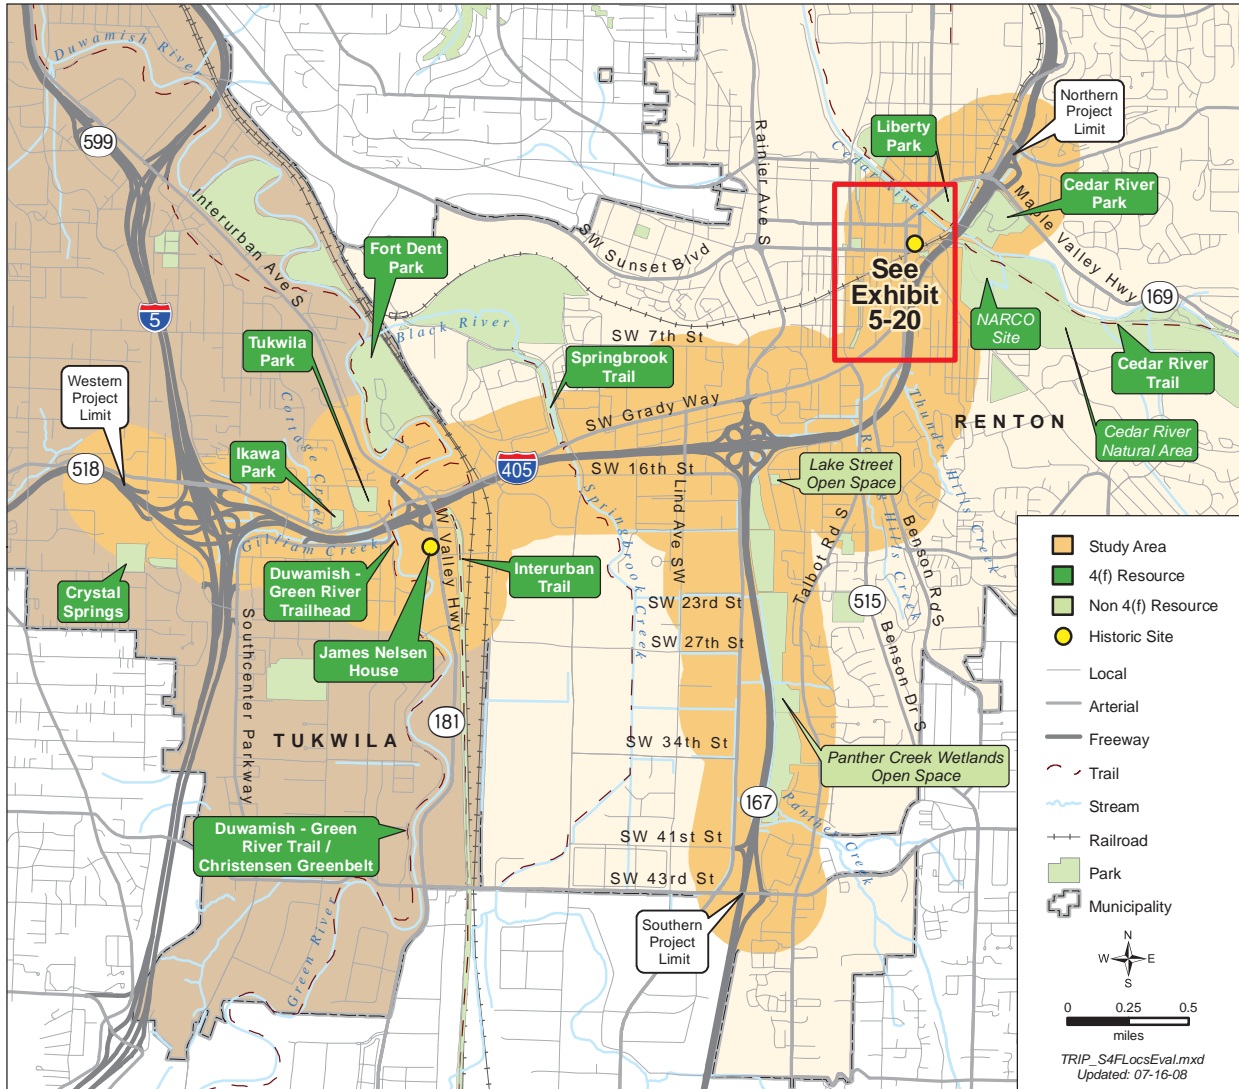 Duwamish River
599
Interurban Ave S
5
Fort Dent
Park
Black River
Tukwila
Park
Western
Project
Limit
518
Ikawa
Park
Cottage Creek
Gilliam Creek
Crystal
Springs
Duwamish -
Green River
Trailhead
James Nelsen
House
Interurban
Trail
W Valley Hwy
Southcenter Parkway
TUKWILA
181
Duwamish - Green
River Trail /
Christensen Greenbelt
Green River
Rainier Ave S
SW Sunset Blvd
SW 7th St
Springbrook
Trail
SW Grady Way
405
SW 16th St
Springbrook Creek
Lind Ave SW
SW 23rd St
SW 27th St
SW 34th St
SW 41st St
SW 43rd St
167
Southern
Project
Limit
Panther Creek
Panther Creek Wetlands
Open Space
Lake Street
Open Space
Talbot Rd S
515
Benson Rd S
Benson Dr S
Thunder Hills Creek
Liberty
Park
Cedar River
Northern
Project
Limit
Cedar River
Park
Maple Valley Hwy
169
See
Exhibit
5-20
NARCO
Site
Cedar River
Trail
Cedar River
Natural Area
RENTON
Study Area
4(f) Resource
Non 4(f) Resource
Historic Site
Local
Arterial
Freeway
Trail
Stream
Railroad
Park
Municipality
N
W E
S
0 0.25 0.5
miles
TRIP_S4FLocsEval.mxd
Updated: 07-16-08